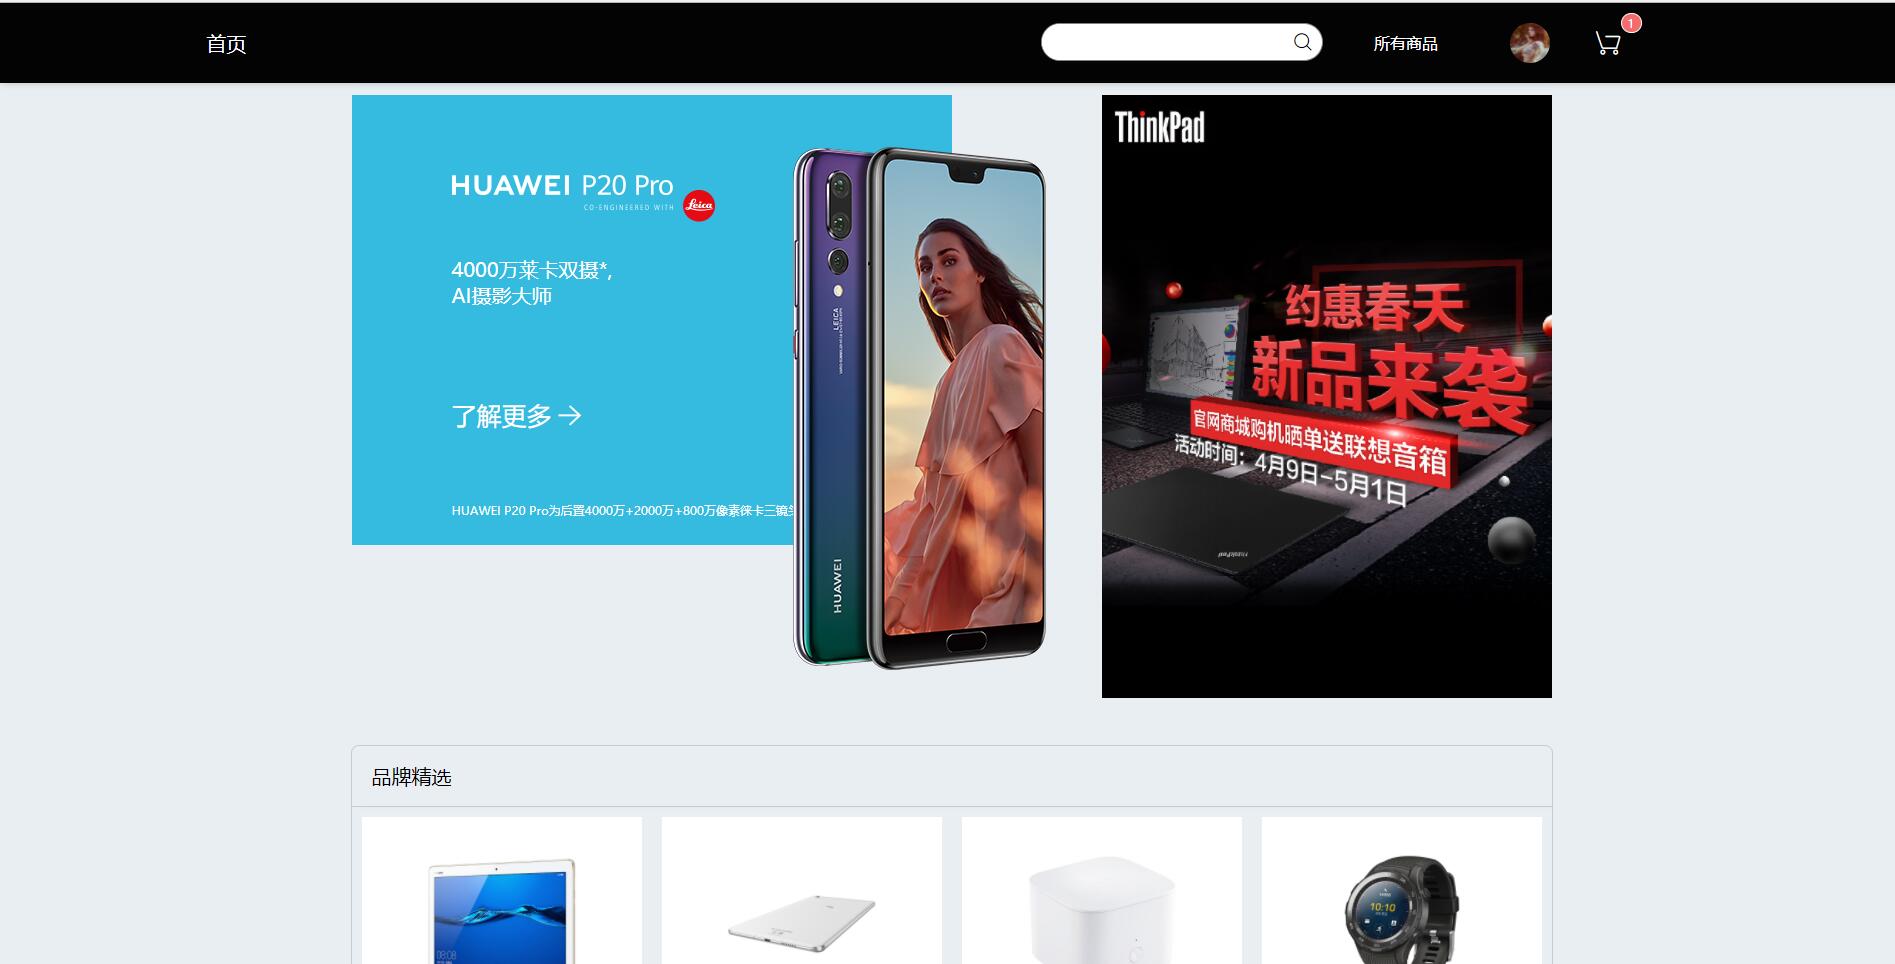 首页
所有商品
1
HUAWEI P20 Pro
CO-ENGINEERED WITH
Leica
4000万莱卡双摄*,
AI摄影大师
了解更多
HUAWEI P20 Pro为后置4000万+2000万+800万像素徕卡三镜
LEICA
HUAWEI
ThinkPad
约惠春天
新品来袭
官网商城购机晒单送联想音箱
活动时间：4月9日-5月1日
ThinkPad
品牌精选
08:08
10:10